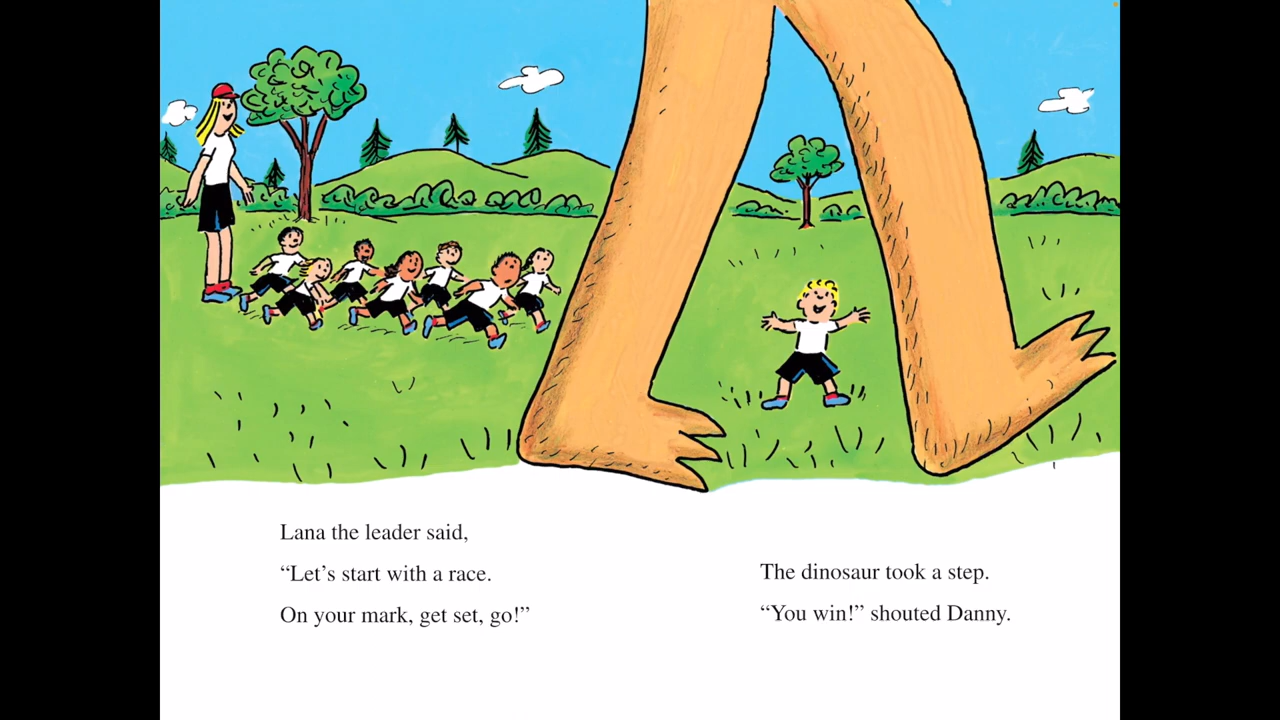 Lana the leader said,
“Let’s start with a race.
On your mark, get set, go!”
The dinosaur took a step.
“You win!” shouted Danny.